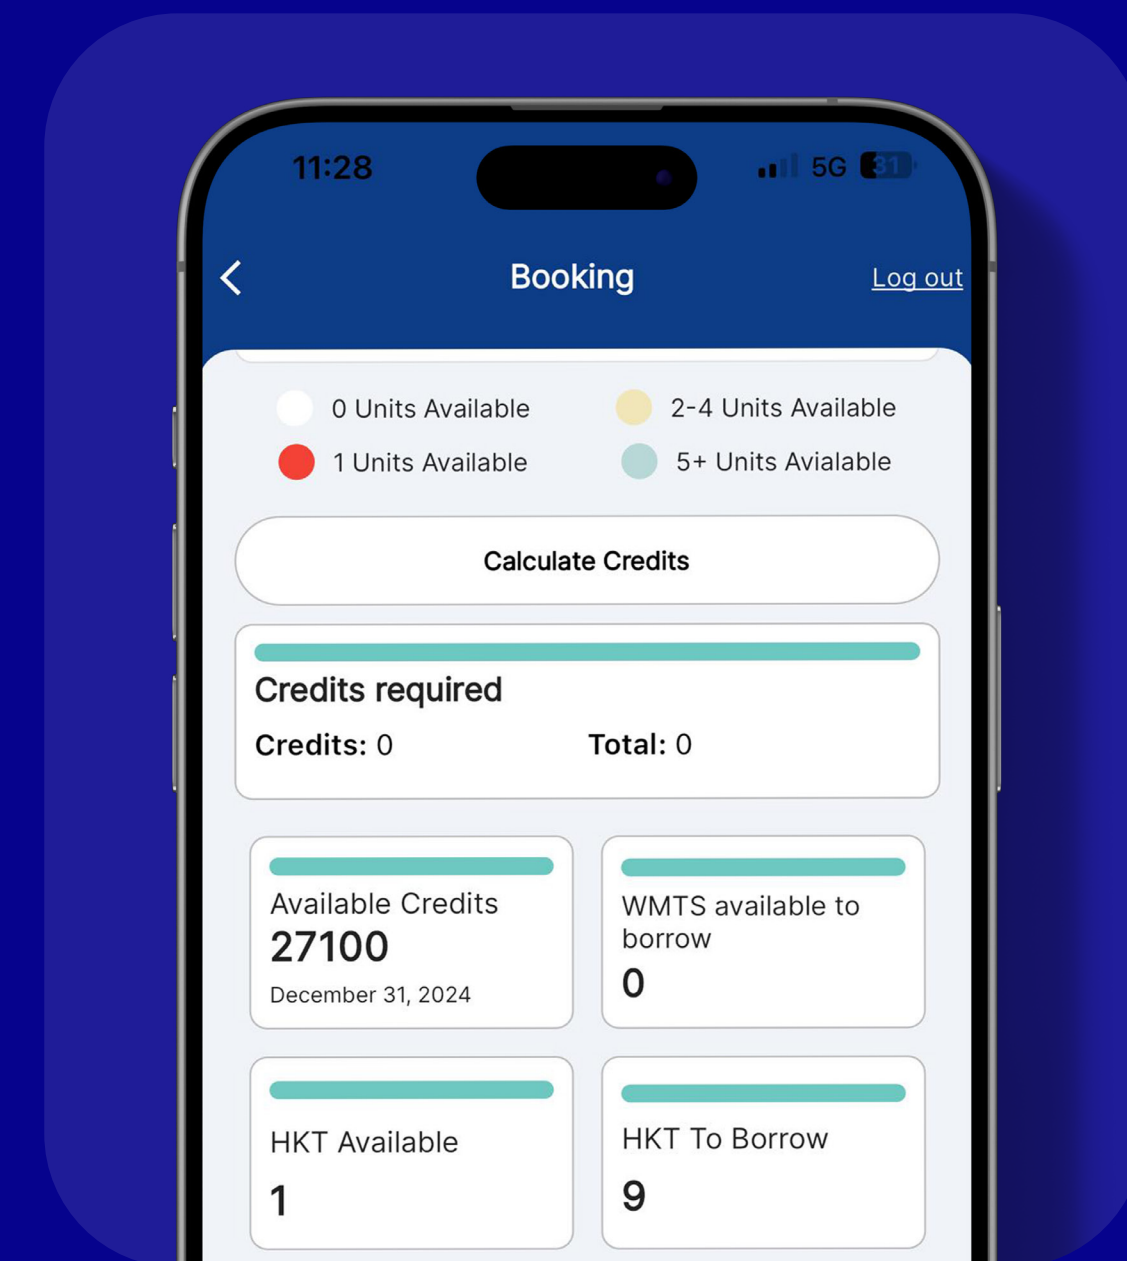 11:28
5G 31
Booking
Log out
0 Units Available
2-4 Units Available
1 Units Available
5+ Units Avialable
Calculate Credits
Credits required
Credits: 0
Total: 0
Available Credits
27100
December 31, 2024
WMTS available to
borrow
0
HKT Available
1
HKT To Borrow
9